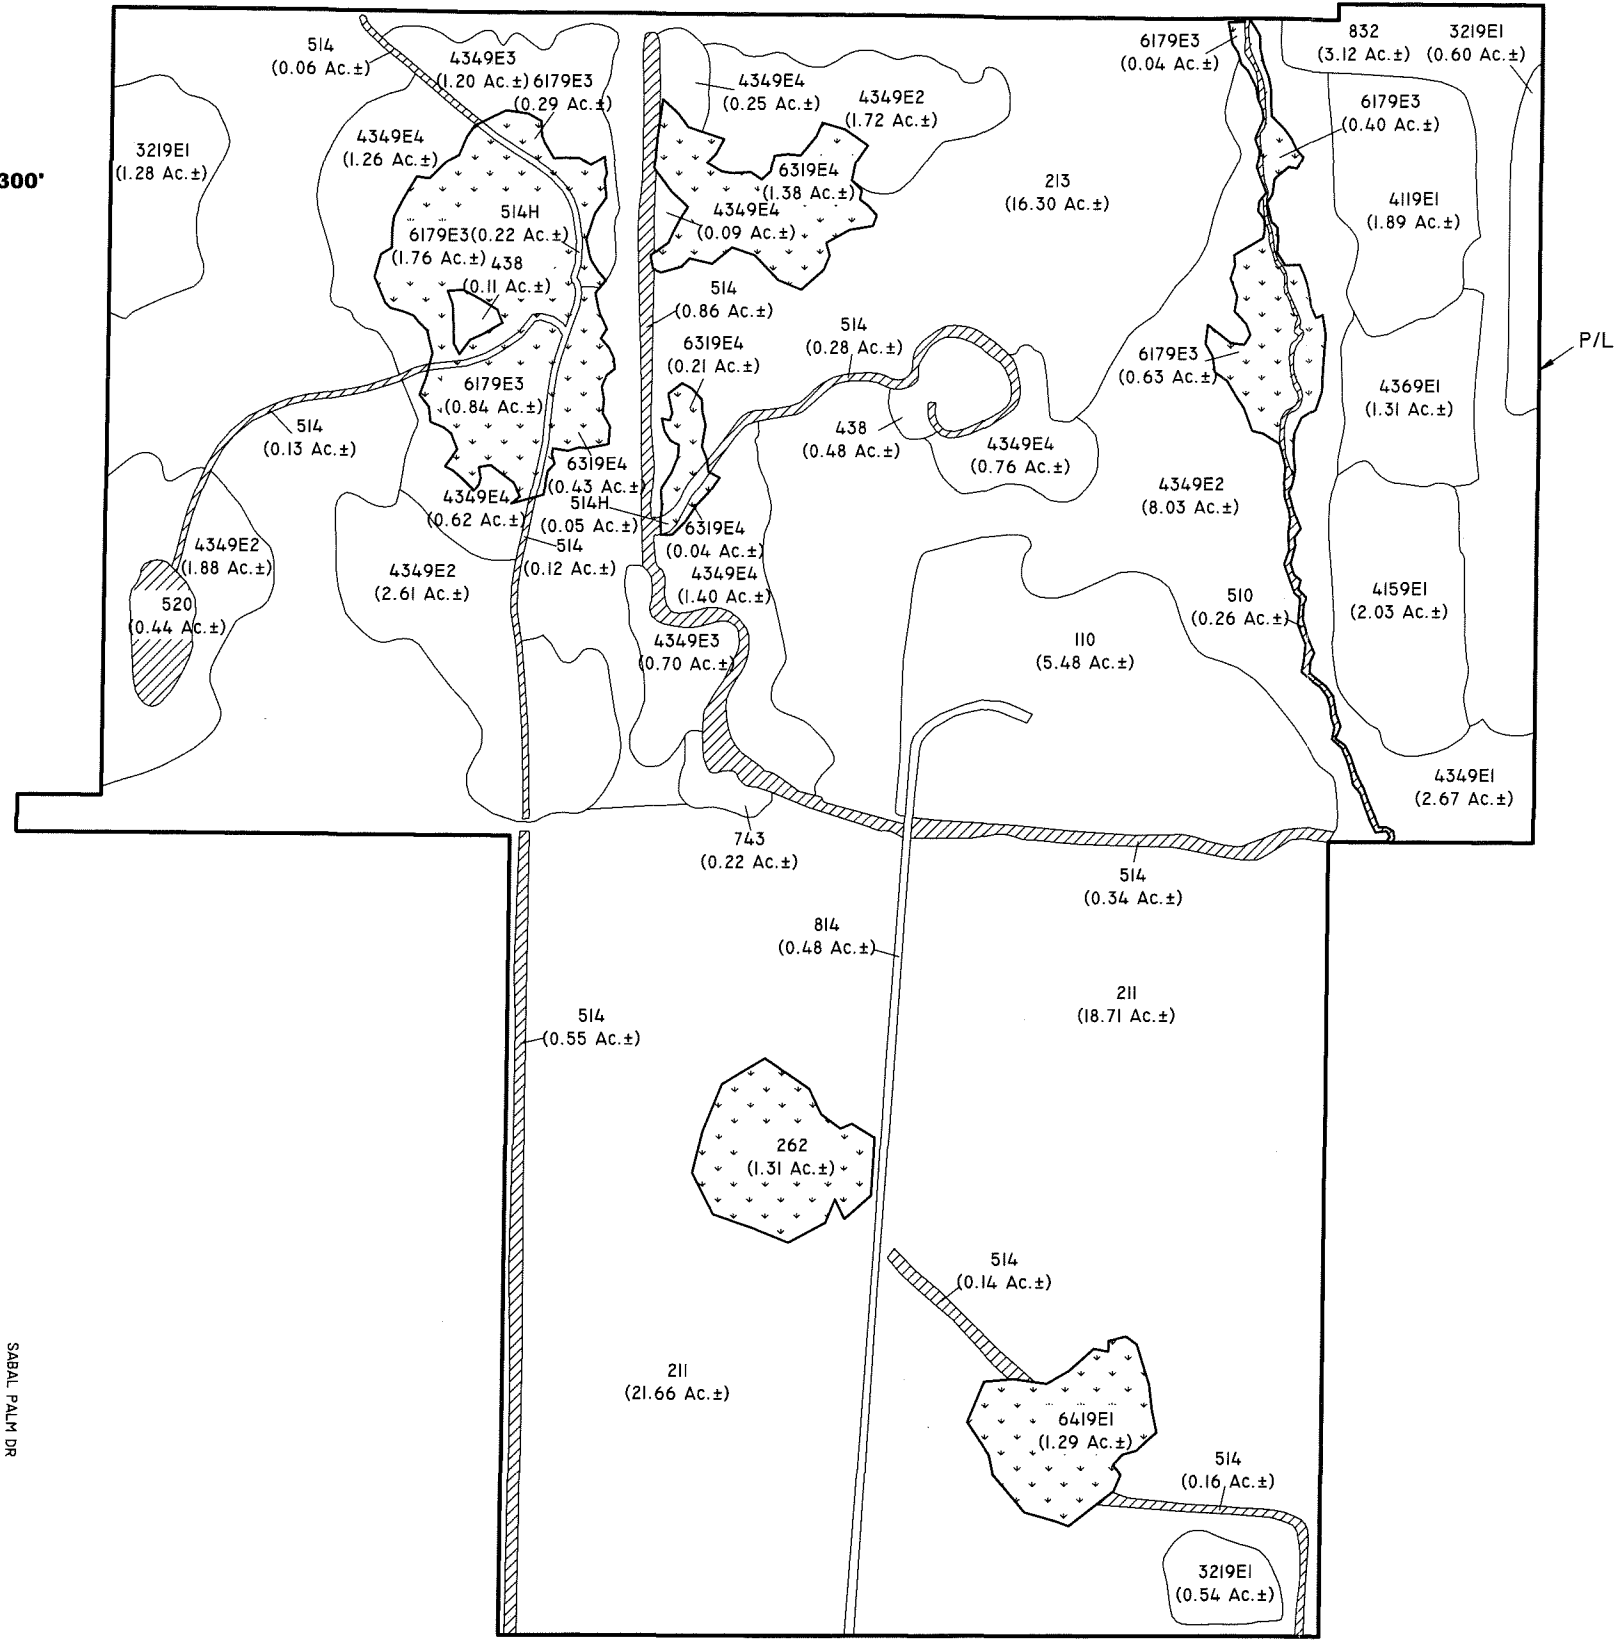 514
(0.06 Ac.±)
4349E3
(1.20 Ac.±)
6179E3
(0.29 Ac.±)
4349E4
(0.25 Ac.±)
4349E2
(1.72 Ac.±)
6179E3
(0.04 Ac.±)
832
(3.12 Ac.±)
3219E1
(0.60 Ac.±)
6179E3
(0.40 Ac.±)
3219E1
(1.28 Ac.±)
4349E4
(1.26 Ac.±)
300'
6319E4
(1.38 Ac.±)
213
(16.30 Ac.±)
4119E1
(1.89 Ac.±)
4349E4
(0.09 Ac.±)
514H
(0.22 Ac.±)
6179E3
(1.76 Ac.±)
438
(0.11 Ac.±)
514
(0.86 Ac.±)
514
(0.28 Ac.±)
6319E4
(0.21 Ac.±)
P/L
6179E3
(0.63 Ac.±)
4369E1
(1.31 Ac.±)
6179E3
(0.84 Ac.±)
514
(0.13 Ac.±)
438
(0.48 Ac.±)
4349E4
(0.76 Ac.±)
6319E4
(0.43 Ac.±)
4349E4
(0.62 Ac.±)
514H
(0.05 Ac.±)
4349E2
(8.03 Ac.±)
6319E4
(0.04 Ac.±)
4349E2
(1.88 Ac.±)
514
(0.12 Ac.±)
4349E2
(2.61 Ac.±)
4349E4
(1.40 Ac.±)
520
(0.44 Ac.±)
510
(0.26 Ac.±)
4159E1
(2.03 Ac.±)
4349E3
(0.70 Ac.±)
110
(5.48 Ac.±)
4349E1
(2.67 Ac.±)
743
(0.22 Ac.±)
514
(0.34 Ac.±)
814
(0.48 Ac.±)
211
(18.71 Ac.±)
514
(0.55 Ac.±)
262
(1.31 Ac.±)
514
(0.14 Ac.±)
211
(21.66 Ac.±)
6419E1
(1.29 Ac.±)
SABAL PALM DR
514
(0.16 Ac.±)
3219E1
(0.54 Ac.±)